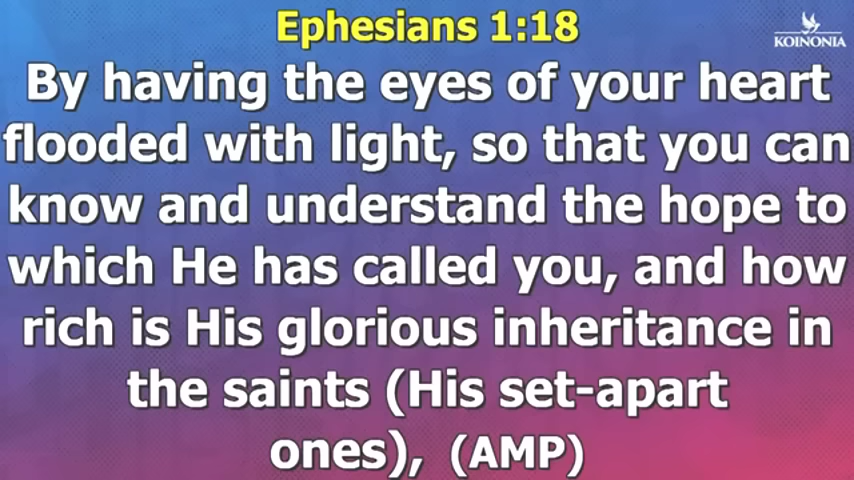 Ephesians 1:18
KOINONIA
By having the eyes of your heart
flooded with light, so that you can
know and understand the hope to
which He has called you, and how
rich is His glorious inheritance in
the saints (His set-apart
ones), (AMP)